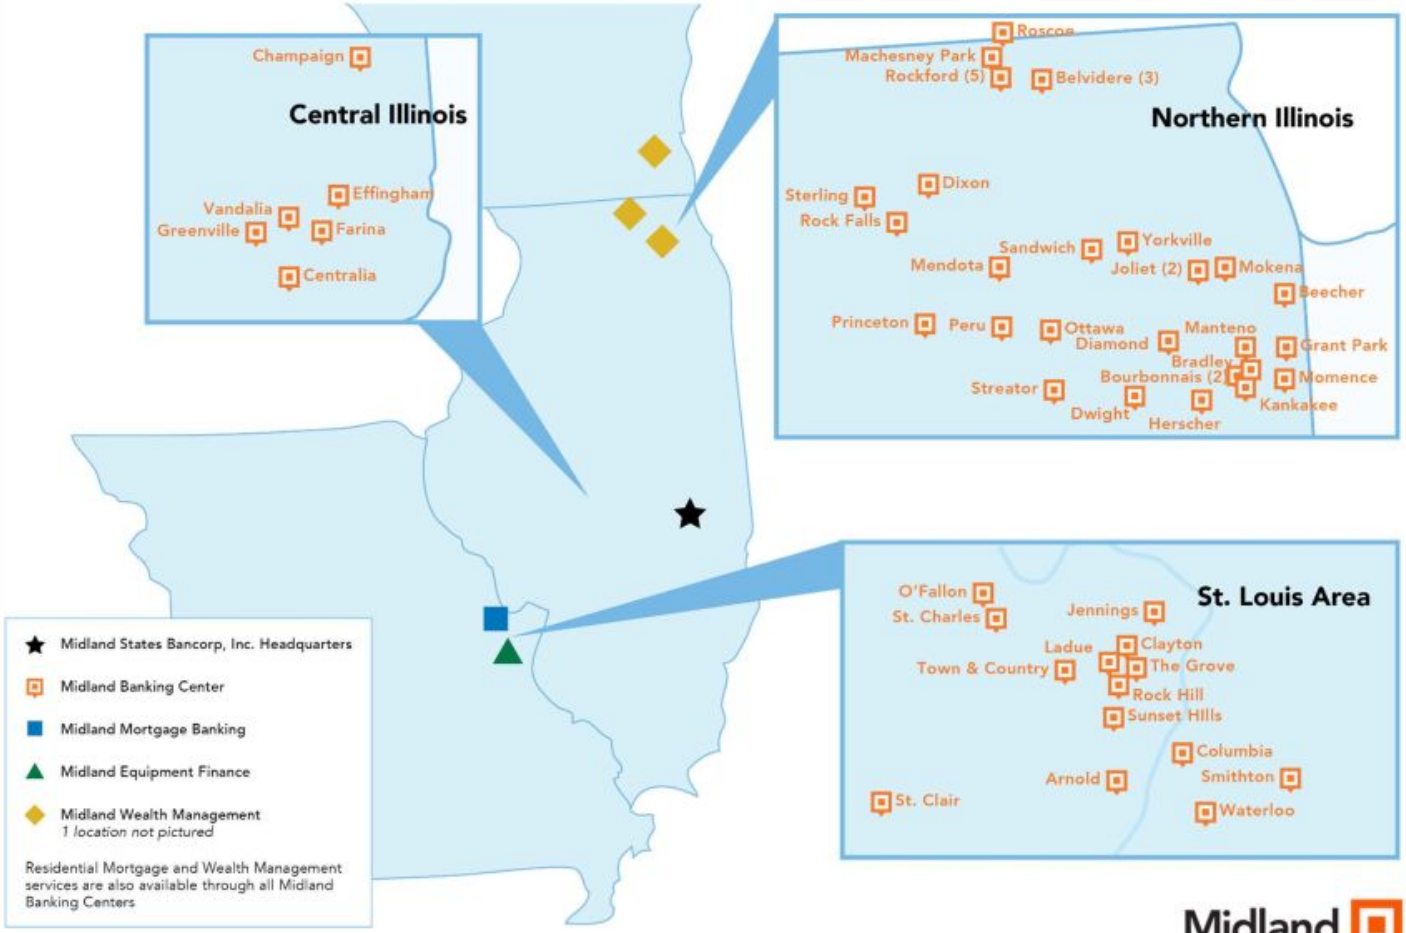 Central Illinois
Champaign
Effingham
Vandalia
Greenville
Farina
Centralia
Northern Illinois
Roscoe
Machesney Park
Rockford (5)
Belvidere (3)
Dixon
Sterling
Rock Falls
Yorkville
Sandwich
Mendota
Joliet (2)
Mokena
Beecher
Princeton
Peru
Ottawa
Manteno
Diamond
Grant Park
Bradley
Bourbonnais (2)
Momence
Streator
Kankakee
Dwight
Herscher
St. Louis Area
O'Fallon
St. Charles
Jennings
Ladue
Clayton
Town & Country
The Grove
Rock Hill
Sunset HIlls
Columbia
Arnold
Smithton
St. Clair
Waterloo
Midland States Bancorp, Inc. Headquarters
Midland Banking Center
Midland Mortgage Banking
Midland Equipment Finance
Midland Wealth Management
1 location not pictured
Residential Mortgage and Wealth Management
services are also available through all Midland
Banking Centers
Midland